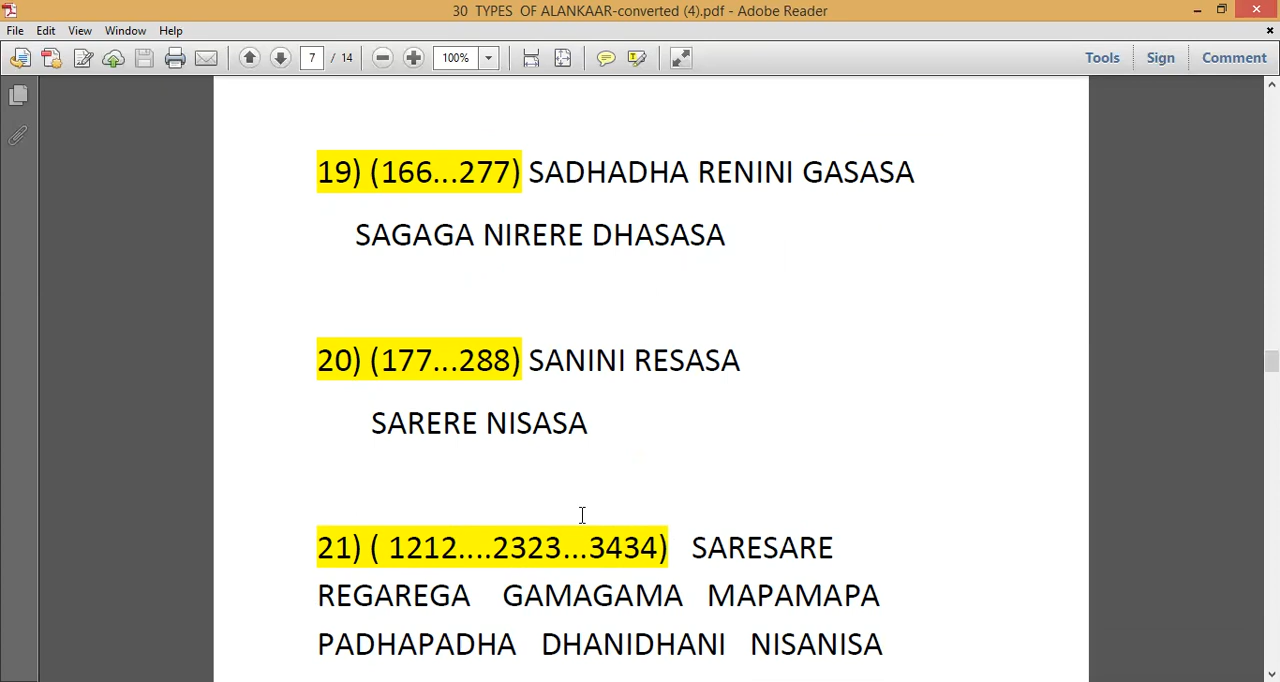 30 TYPES OF ALANKAAR-converted (4).pdf - Adobe Reader
File Edit View Window Help
7 / 14 100% Tools Sign Comment
19) (166...277) SADHADHA RENINI GASASA
SAGAGA NIRERE DHASASA
20) (177...288) SANINI RESASA
SARERE NISASA
21) ( 1212....2323...3434) SARESARE
REGAREGA GAMAGAMA MAPAMAPA
PADHAPADHA DHANIDHANI NISANISA